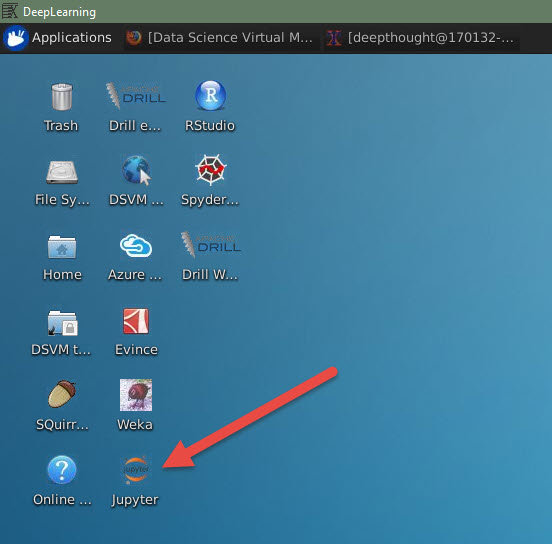 DeepLearning
Applications [Data Science Virtual M... [deepthought@170132-...
Trash Drill e... RStudio
File Sy... DSVM ... Spyder...
Home Azure ... Drill W...
DSVM t... Evince
SQuirr... Weka
Online ... Jupyter